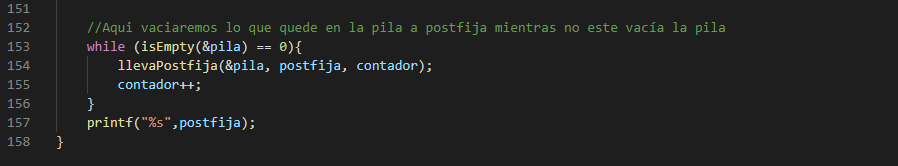 151
152 //Aqui vaciaremos lo que quede en la pila a postfija mientras no este vacía la pila
153 while (isEmpty(&pila) == 0){
154 llevaPostfija(&pila, postfija, contador);
155 contador++;
156 }
157 printf("%s",postfija);
158 }